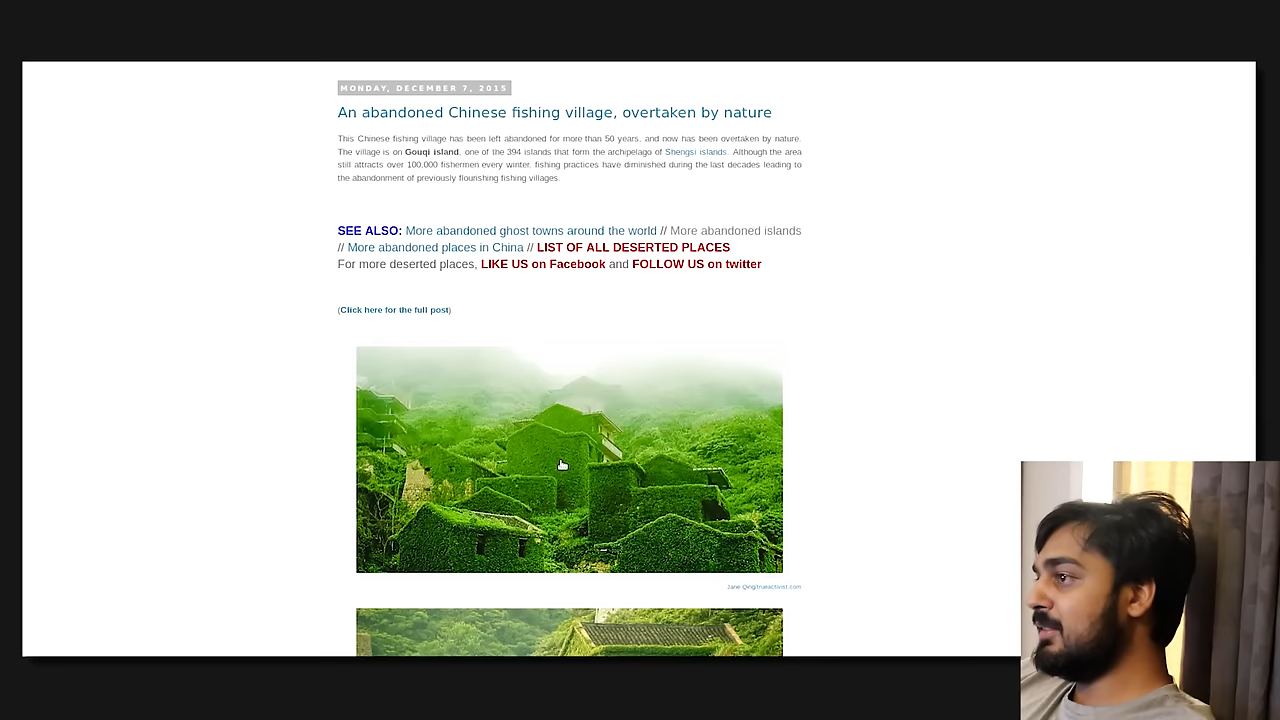 MONDAY, DECEMBER 7, 2015
An abandoned Chinese fishing village, overtaken by nature
This Chinese fishing village has been left abandoned for more than 50 years, and now has been overtaken by nature.
The village is on Gouqi island, one of the 394 islands that form the archipelago of Shengsi islands. Although the area
still attracts over 100,000 fishermen every winter, fishing practices have diminished during the last decades leading to
the abandonment of previously flourishing fishing villages.
SEE ALSO: More abandoned ghost towns around the world // More abandoned islands
// More abandoned places in China // LIST OF ALL DESERTED PLACES
For more deserted places, LIKE US on Facebook and FOLLOW US on twitter
(Click here for the full post)
Jane Qing/trueactivist.com